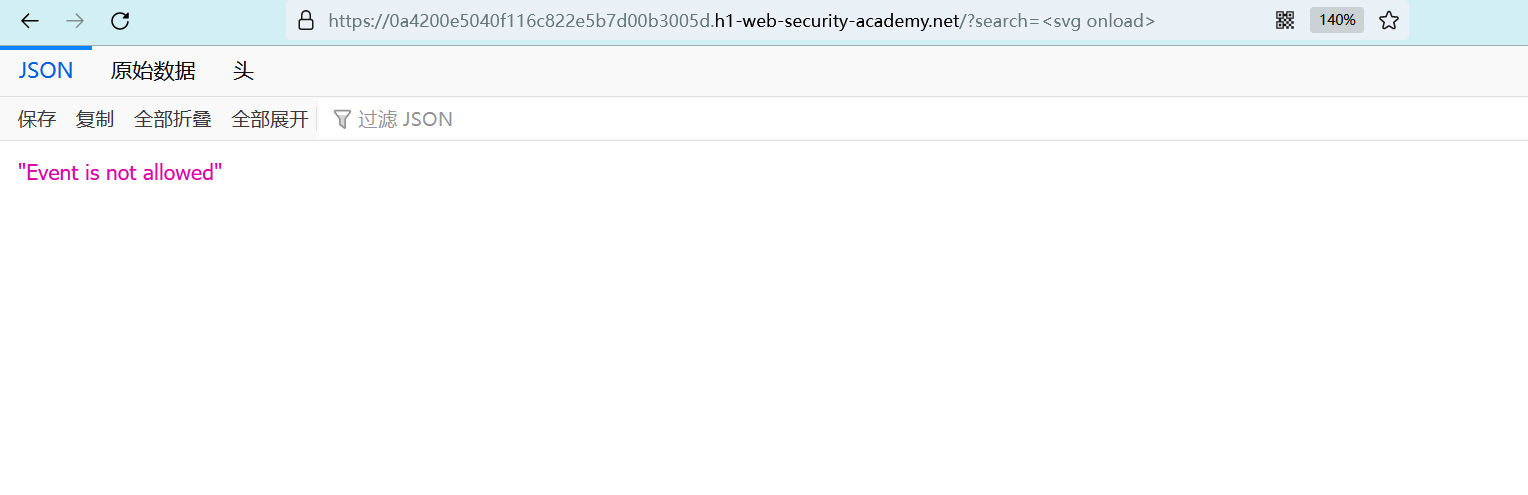 https://0a4200e5040f116c822e5b7d00b3005d.h1-web-security-academy.net/?search=<svg onload>
140%
JSON 原始数据 头
保存 复制 全部折叠 全部展开 过滤 JSON
"Event is not allowed"